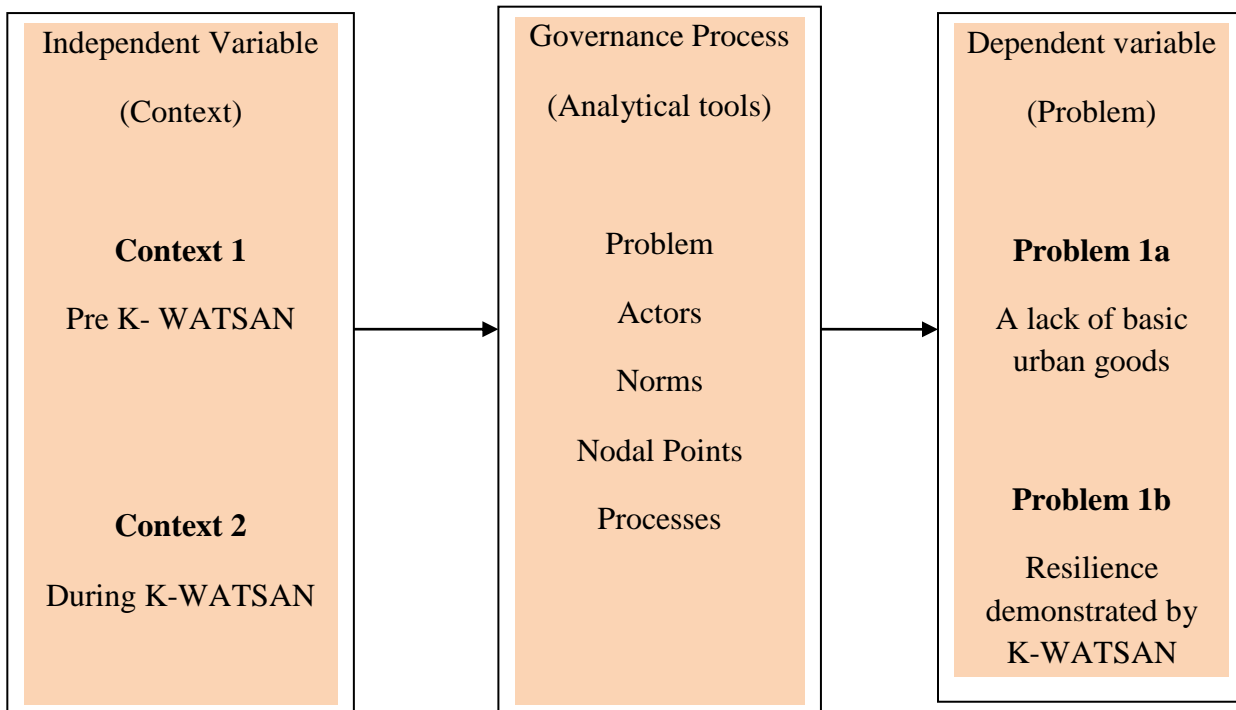 Independent Variable
(Context)
Context 1
Pre K- WATSAN
Context 2
During K-WATSAN
Governance Process
(Analytical tools)
Problem
Actors
Norms
Nodal Points
Processes
Dependent variable
(Problem)
Problem 1a
A lack of basic
urban goods
Problem 1b
Resilience
demonstrated by
K-WATSAN